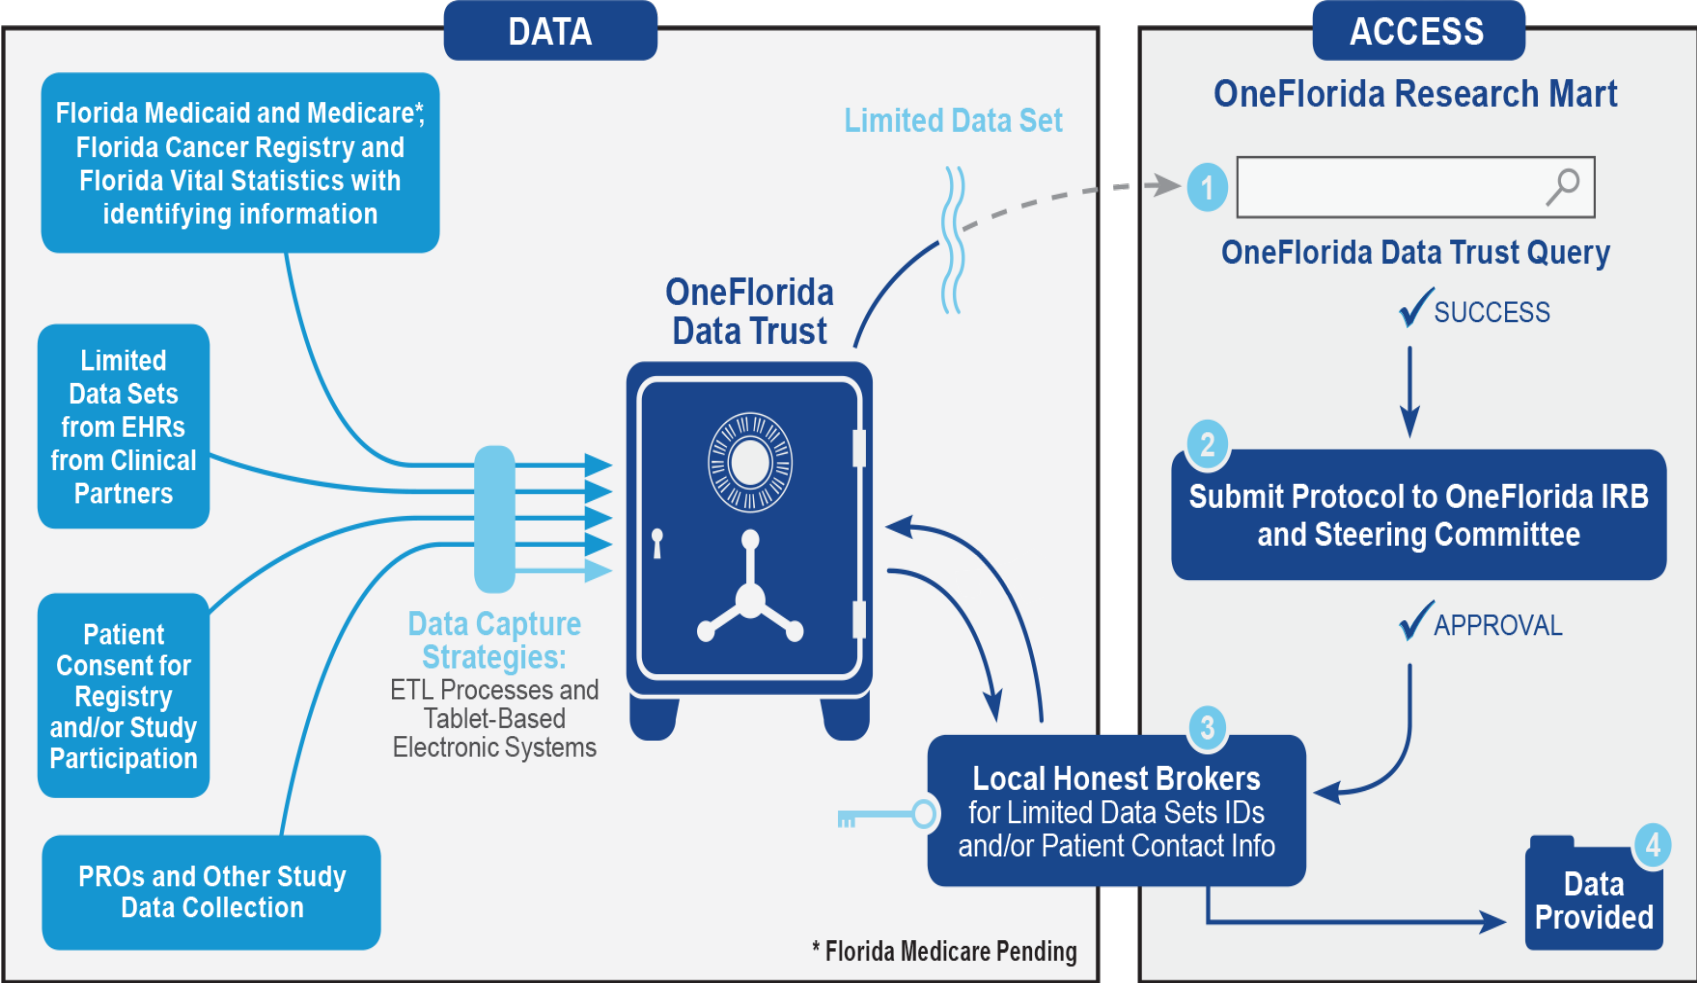 DATA
Florida Medicaid and Medicare*,
Florida Cancer Registry and
Florida Vital Statistics with
identifying information
Limited
Data Sets
from EHRs
from Clinical
Partners
Patient
Consent for
Registry
and/or Study
Participation
PROs and Other Study
Data Collection
Data Capture
Strategies:
ETL Processes and
Tablet-Based
Electronic Systems
OneFlorida
Data Trust
Limited Data Set
* Florida Medicare Pending
ACCESS
OneFlorida Research Mart
1
OneFlorida Data Trust Query
SUCCESS
2
Submit Protocol to OneFlorida IRB
and Steering Committee
APPROVAL
3
Local Honest Brokers
for Limited Data Sets IDs
and/or Patient Contact Info
4
Data
Provided